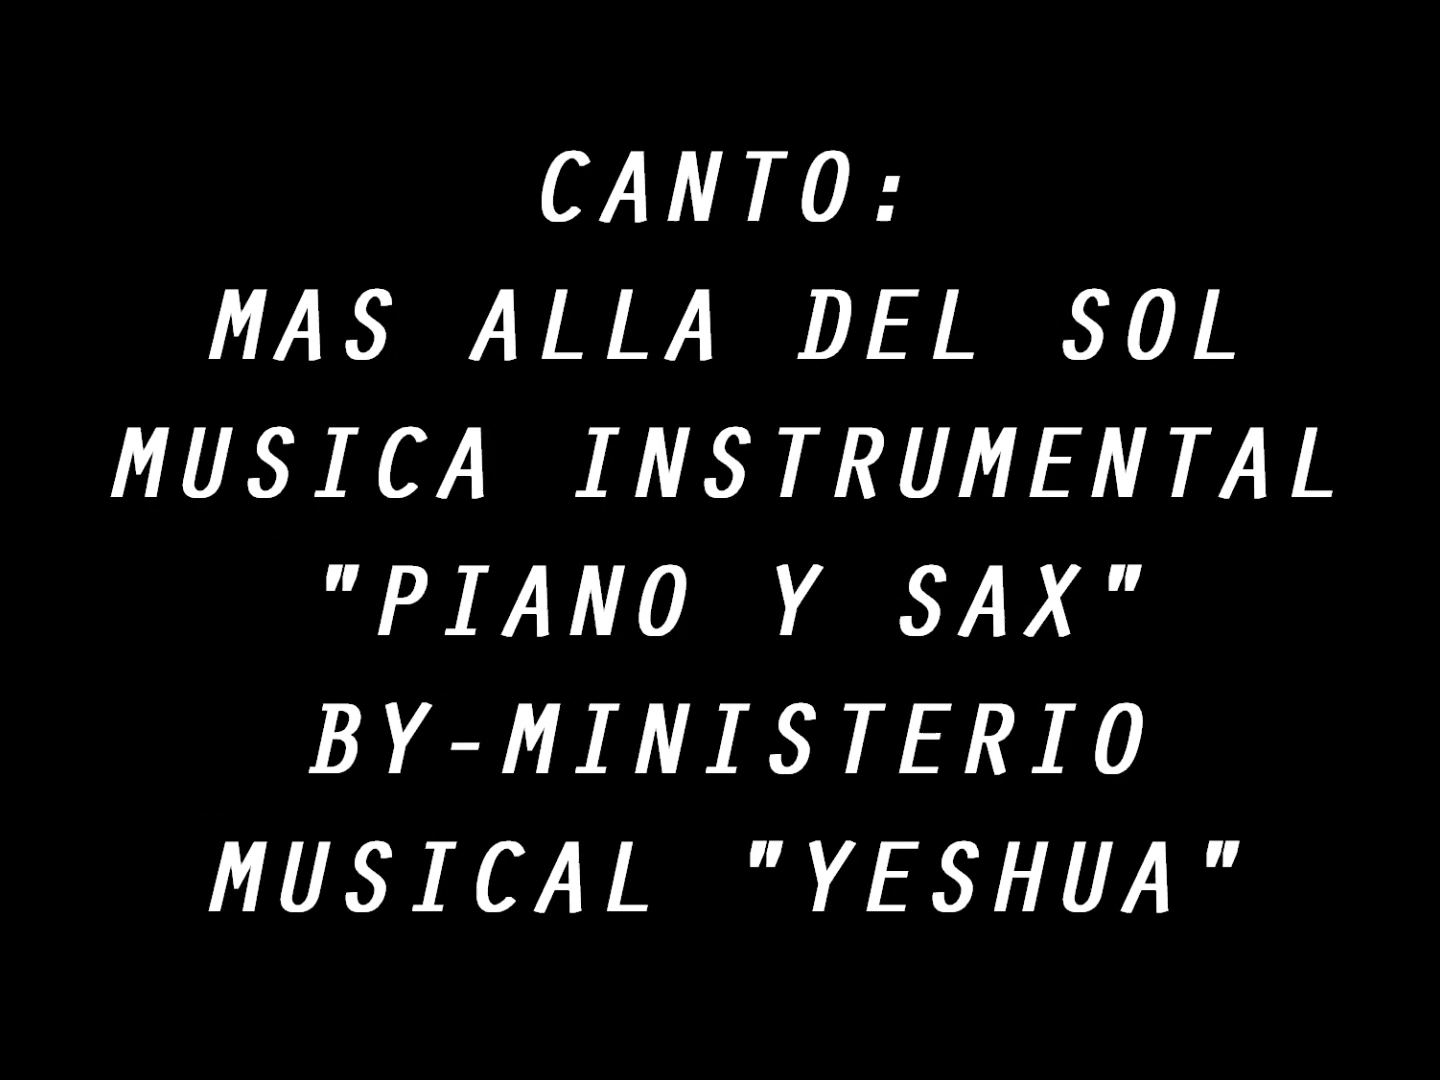 CANTO:
MAS ALLA DEL SOL
MUSICA INSTRUMENTAL
"PIANO Y SAX"
BY-MINISTERIO
MUSICAL "YESHUA"